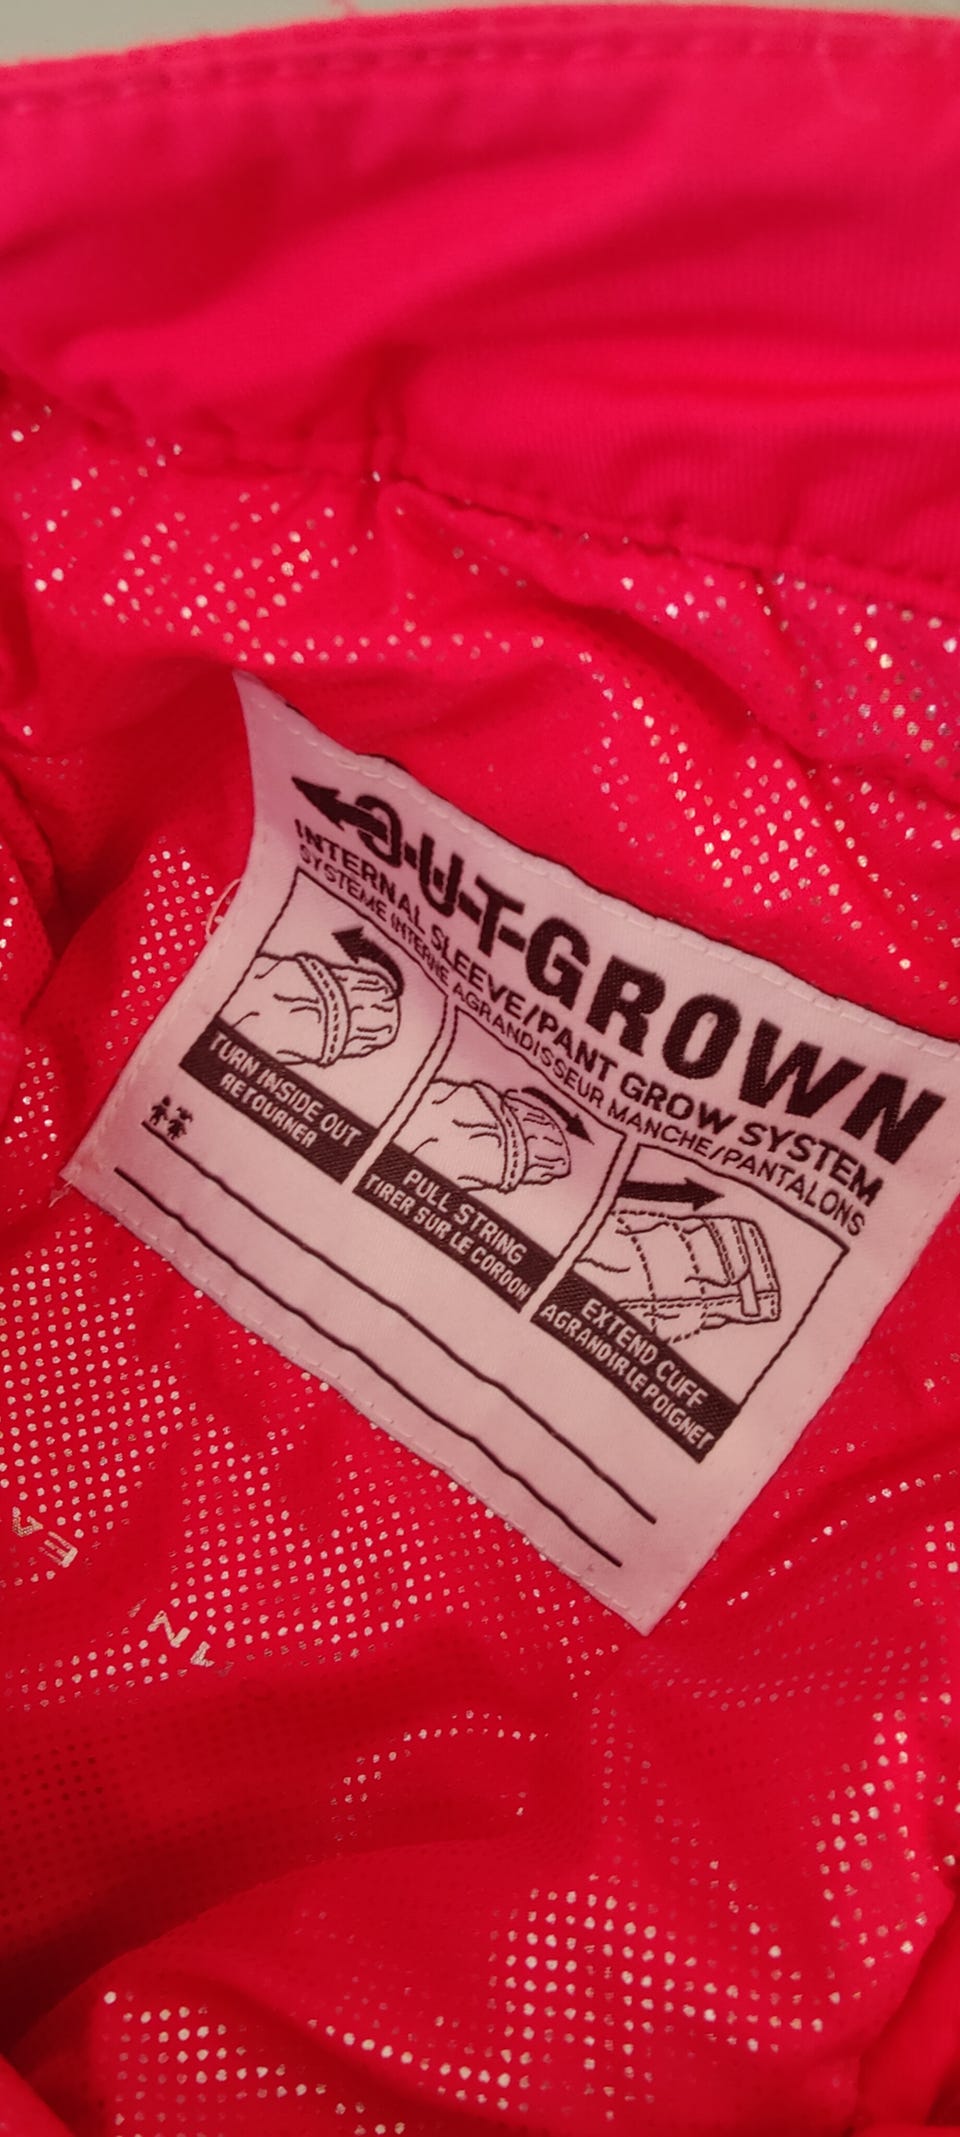 O-U-T-GROWN
INTERNAL SLEEVE/PANT GROW SYSTEM
SYSTEME INTERNE AGRANDISSEUR MANCHE/PANTALONS
TURN INSIDE OUT
RETOURNER
PULL STRING
TIRER SUR LE CORDON
EXTEND CUFF
AGRANDIR LE POIGNET